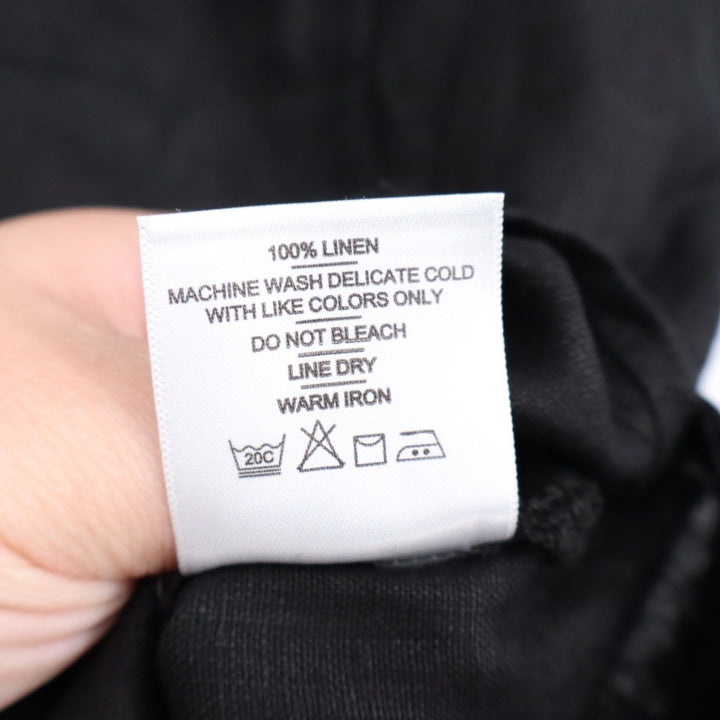 100% LINEN
MACHINE WASH DELICATE COLD
WITH LIKE COLORS ONLY
DO NOT BLEACH
LINE DRY
WARM IRON
20C